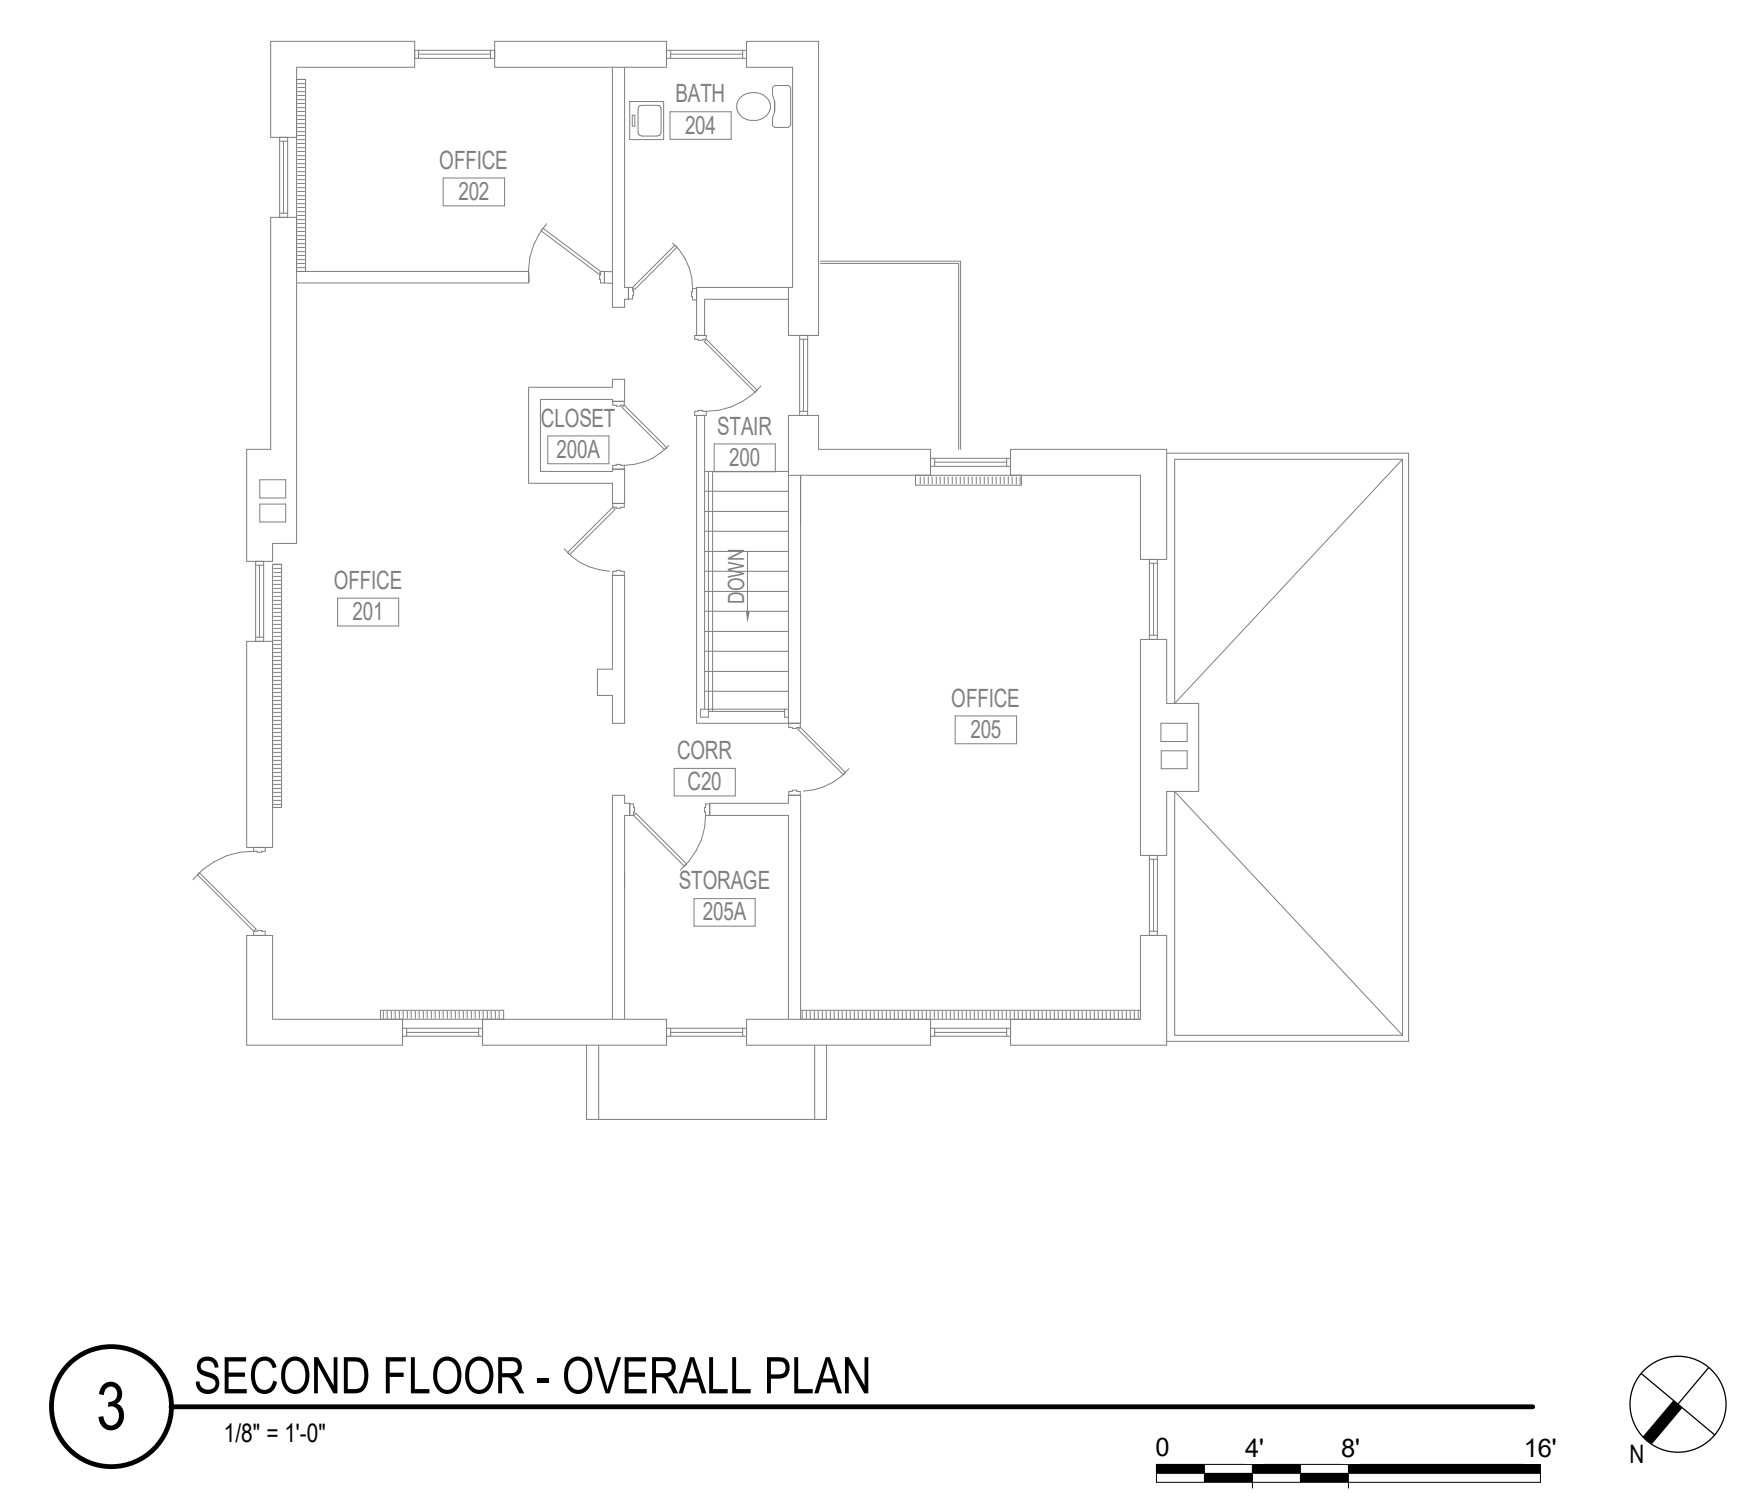 BATH
204
OFFICE
202
CLOSET
200A
STAIR
200
DOWN
OFFICE
201
OFFICE
205
CORR
C20
STORAGE
205A
3
SECOND FLOOR - OVERALL PLAN
1/8" = 1'-0"
0 4' 8' 16'
N